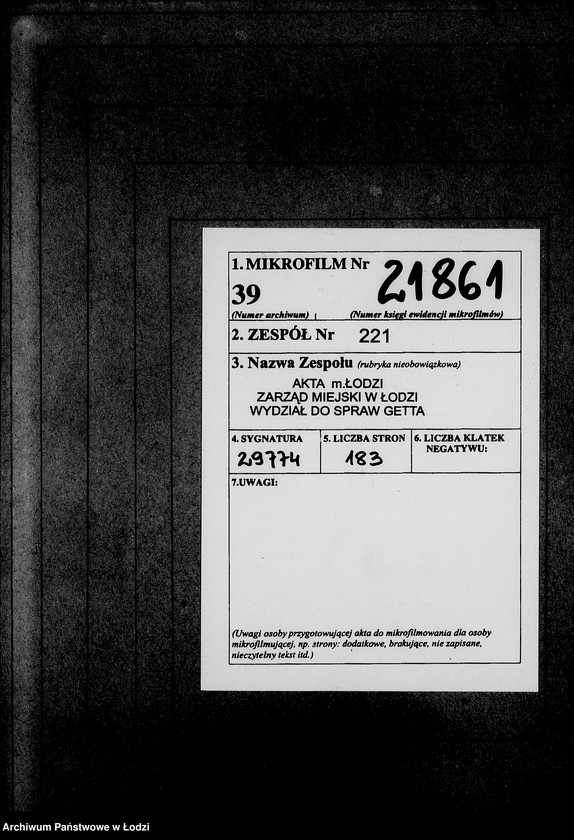 1. MIKROFILM Nr 21861
39
(Numer archiwum) (Numer księgi ewidencji mikrofilmów)
2. ZESPÓŁ Nr 221
3. Nazwa Zespołu (rubryka nieobowiązkowa)
AKTA m.ŁODZI
ZARZĄD MIEJSKI W ŁODZI
WYDZIAŁ DO SPRAW GETTA
4. SYGNATURA 5. LICZBA STRON 6. LICZBA KLATEK
NEGATYWU:
29774 183
7.UWAGI:
(Uwagi osoby przygotowującej akta do mikrofilmowania dla osoby
mikrofilmującej, np. strony: dodatkowe, brakujące, nie zapisane,
nieczytelny tekst itd.)
Archiwum Państwowe w Łodzi